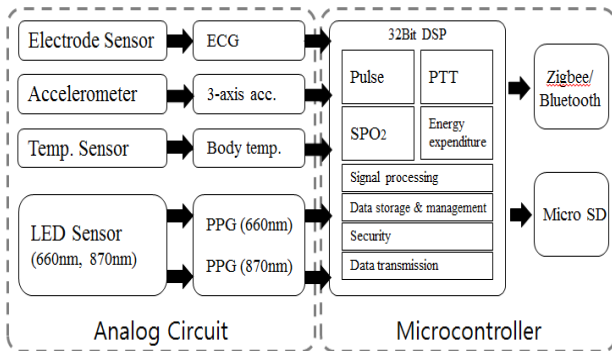 Electrode Sensor
ECG
Accelerometer
3-axis acc.
Temp. Sensor
Body temp.
LED Sensor
(660nm, 870nm)
PPG (660nm)
PPG (870nm)
Analog Circuit
32Bit DSP
Pulse
PTT
SPO2
Energy
expenditure
Signal processing
Data storage & management
Security
Data transmission
Zigbee/
Bluetooth
Micro SD
Microcontroller